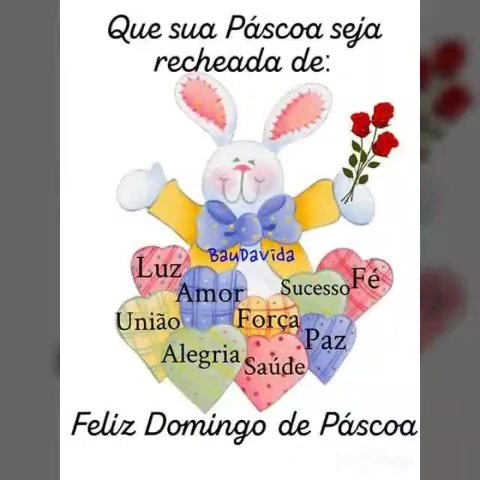 Que sua Páscoa seja
recheada de:
BayDavida
Luz
Amor
Sucesso
Fé
União
Força
Paz
Alegria
Saúde
Feliz Domingo de Páscoa